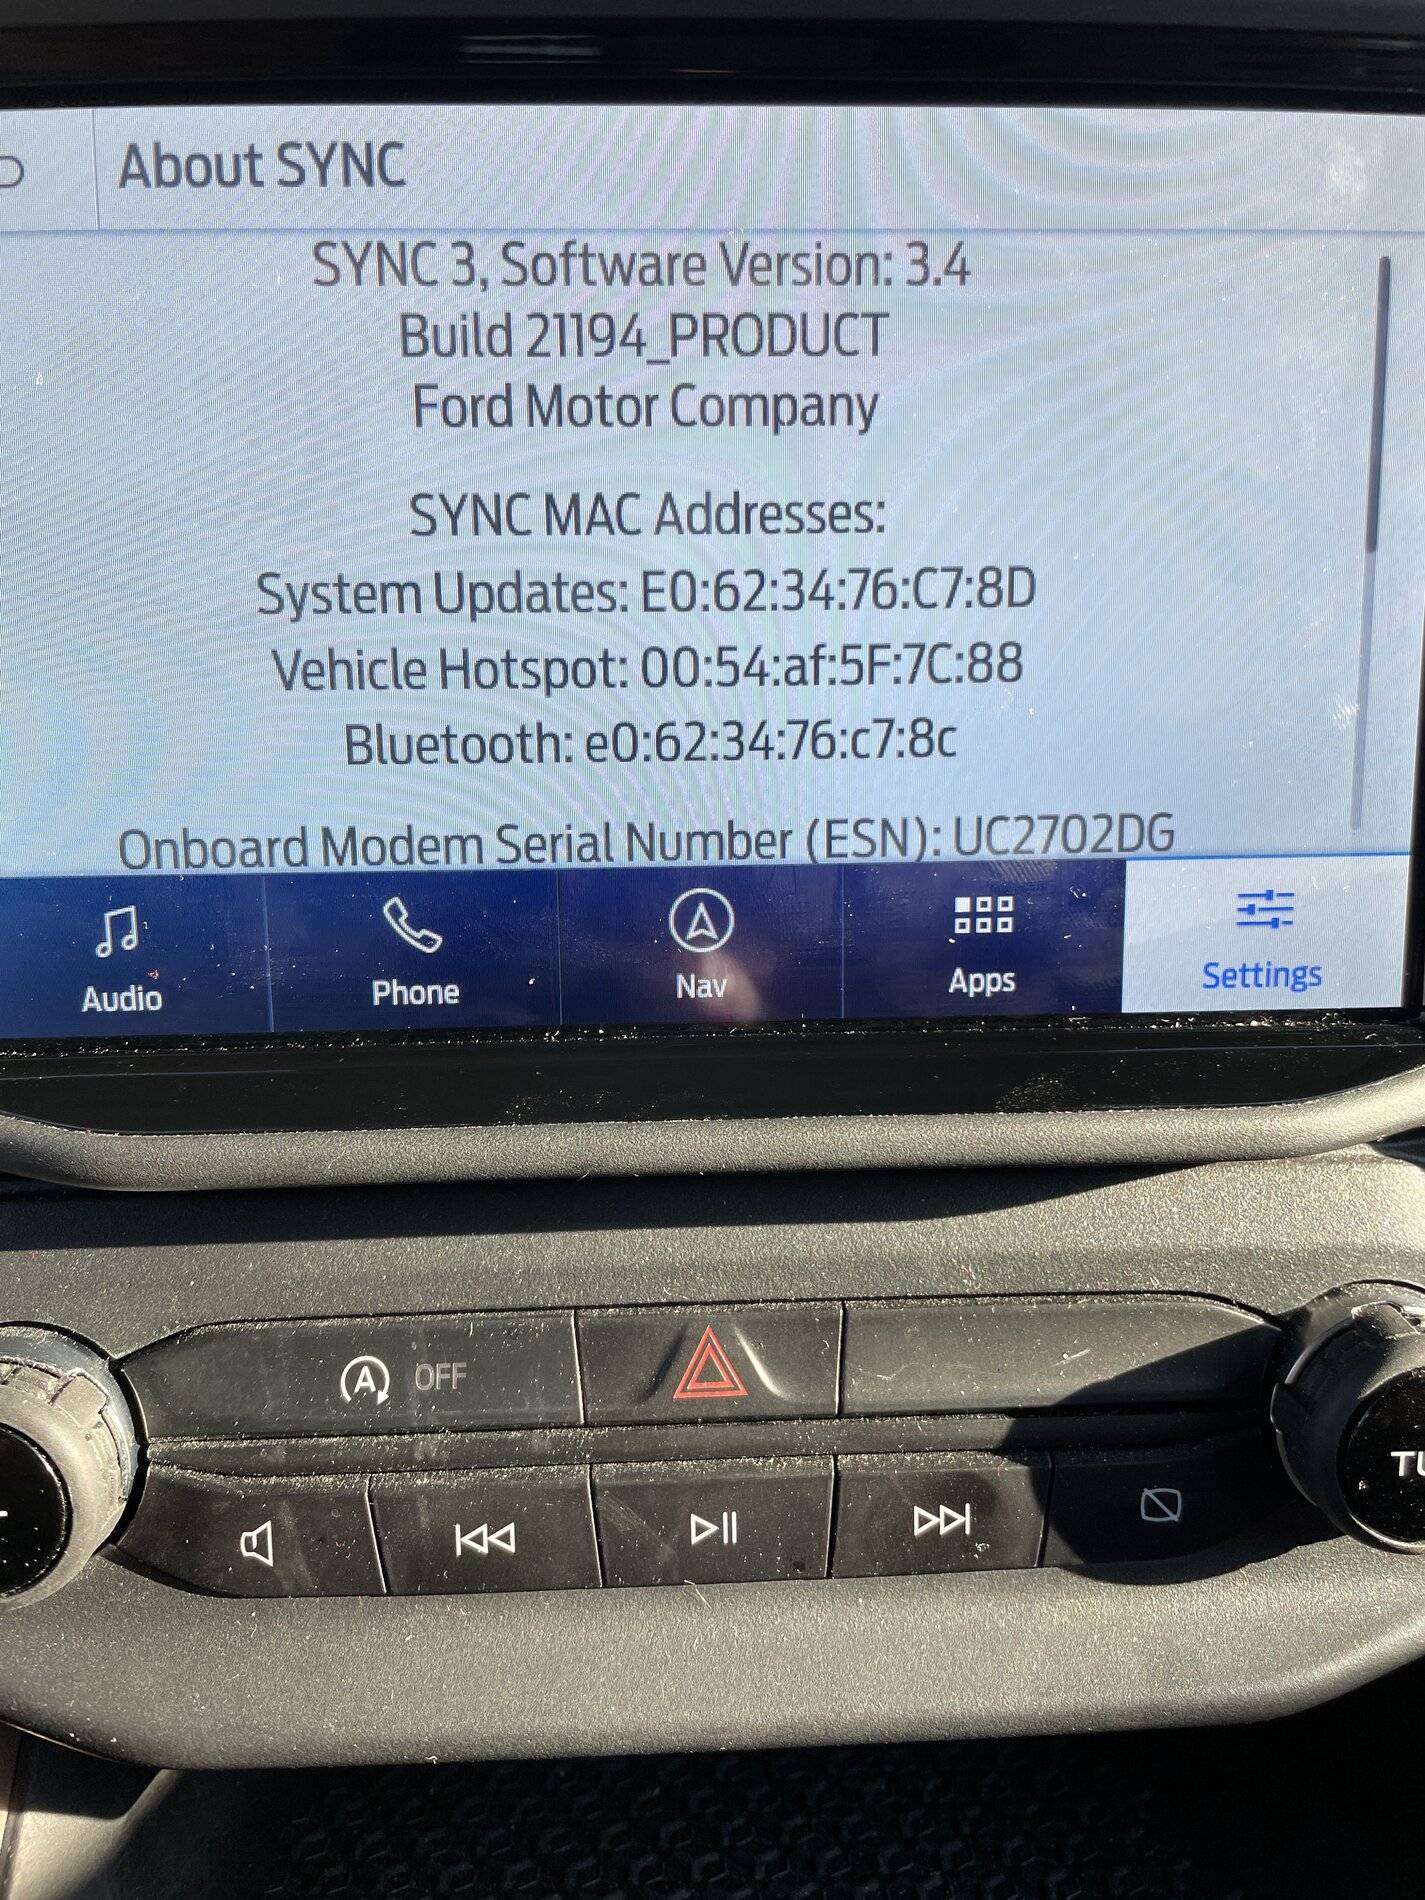 About SYNC
SYNC 3, Software Version: 3.4
Build 21194_PRODUCT
Ford Motor Company
SYNC MAC Addresses:
System Updates: E0:62:34:76:C7:8D
Vehicle Hotspot: 00:54:af:5F:7C:88
Bluetooth: e0:62:34:76:c7:8c
Onboard Modem Serial Number (ESN): UC2702DG
Audio
Phone
Nav
Apps
Settings
A OFF
TU